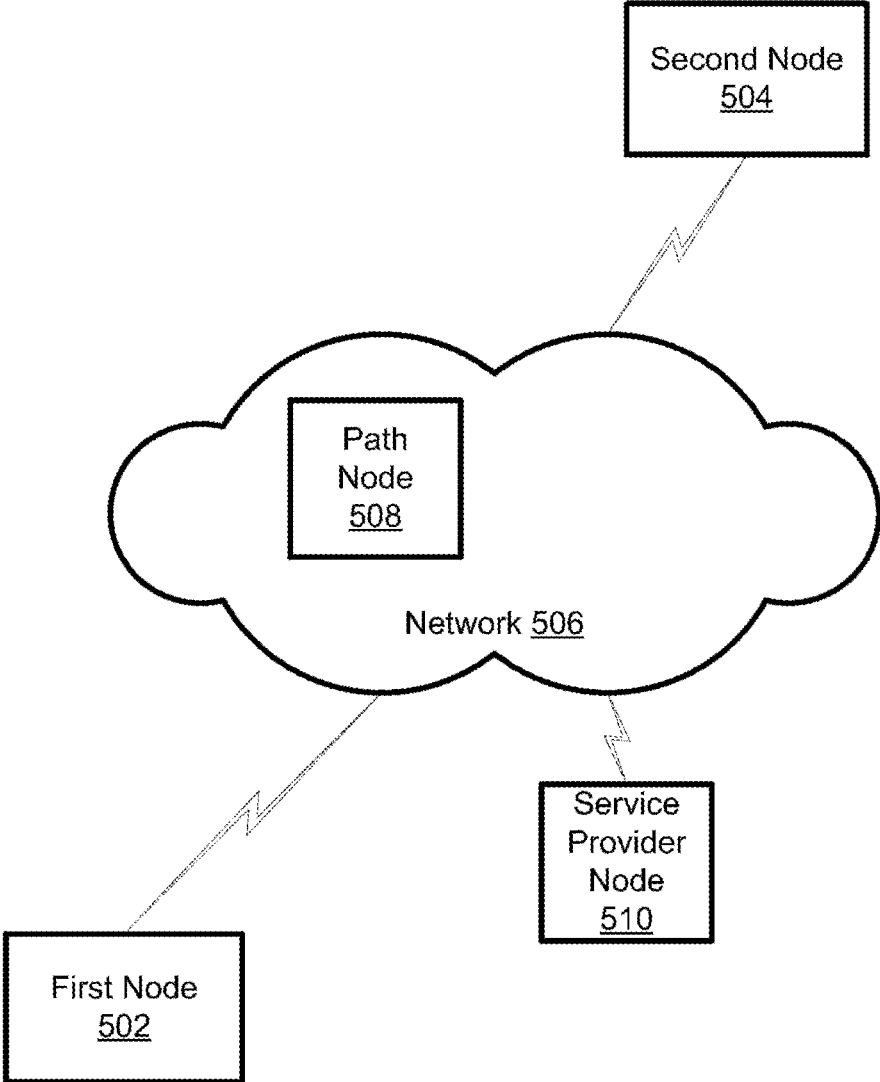 Second Node
504
Path
Node
508
Network 506
Service
Provider
Node
510
First Node
502